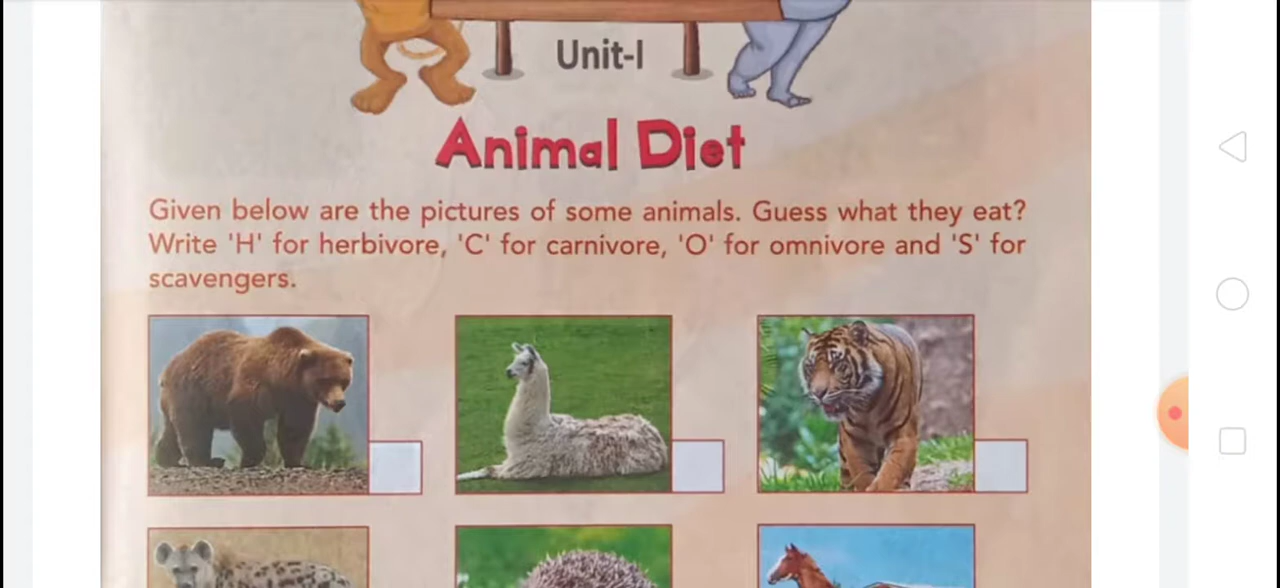 Unit-I
Animal Diet
Given below are the pictures of some animals. Guess what they eat?
Write 'H' for herbivore, 'C' for carnivore, 'O' for omnivore and 'S' for
scavengers.